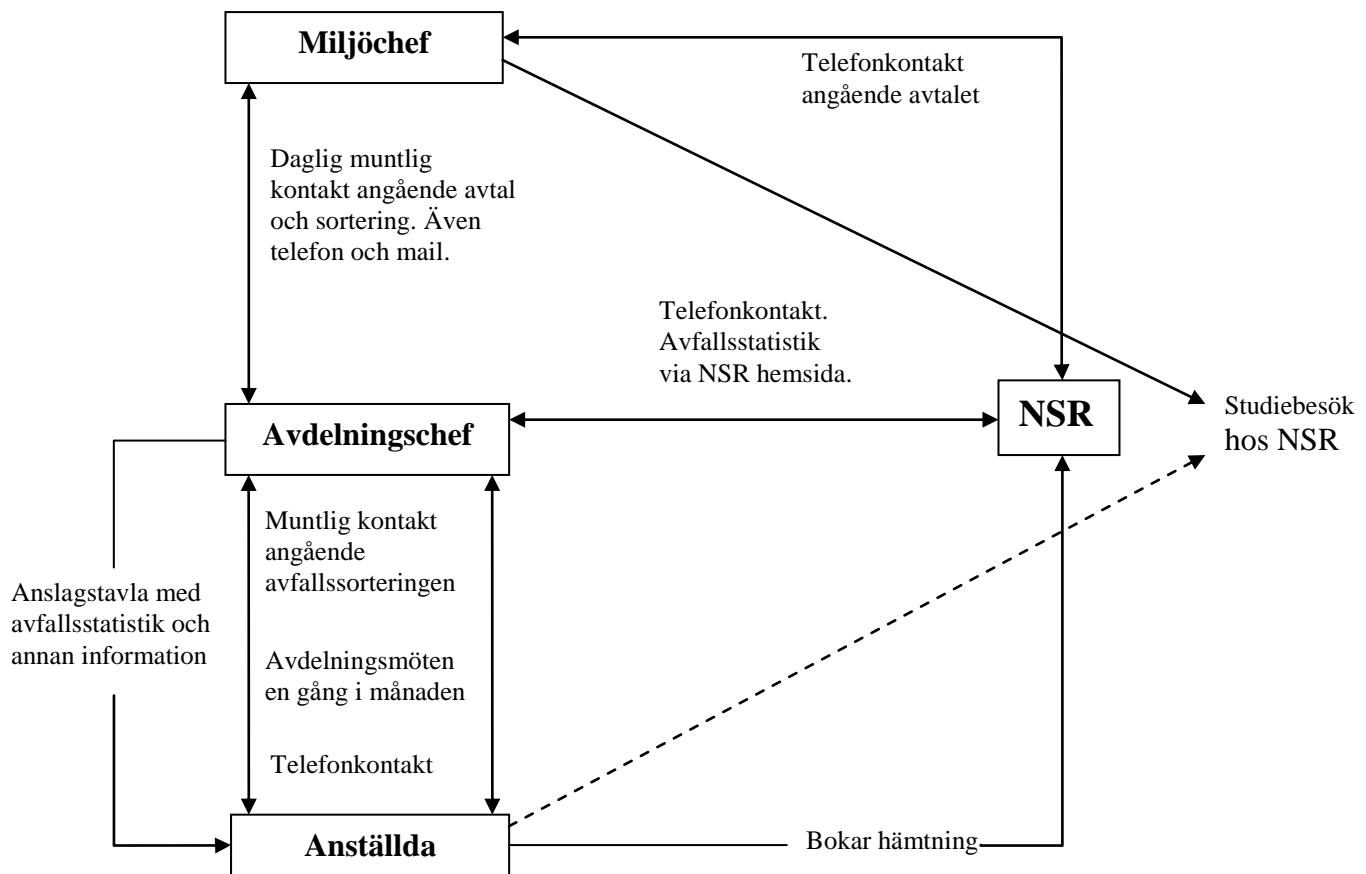 Miljöchef
Telefonkontakt
angående avtalet
Daglig muntlig
kontakt angående avtal
och sortering. Även
telefon och mail.
Telefonkontakt.
Avfallsstatistik
via NSR hemsida.
Avdelningschef
NSR
Studiebesök
hos NSR
Muntlig kontakt
angående
avfallssorteringen
Anslagstavla med
avfallsstatistik och
annan information
Avdelningsmöten
en gång i månaden
Telefonkontakt
Anställda
Bokar hämtning